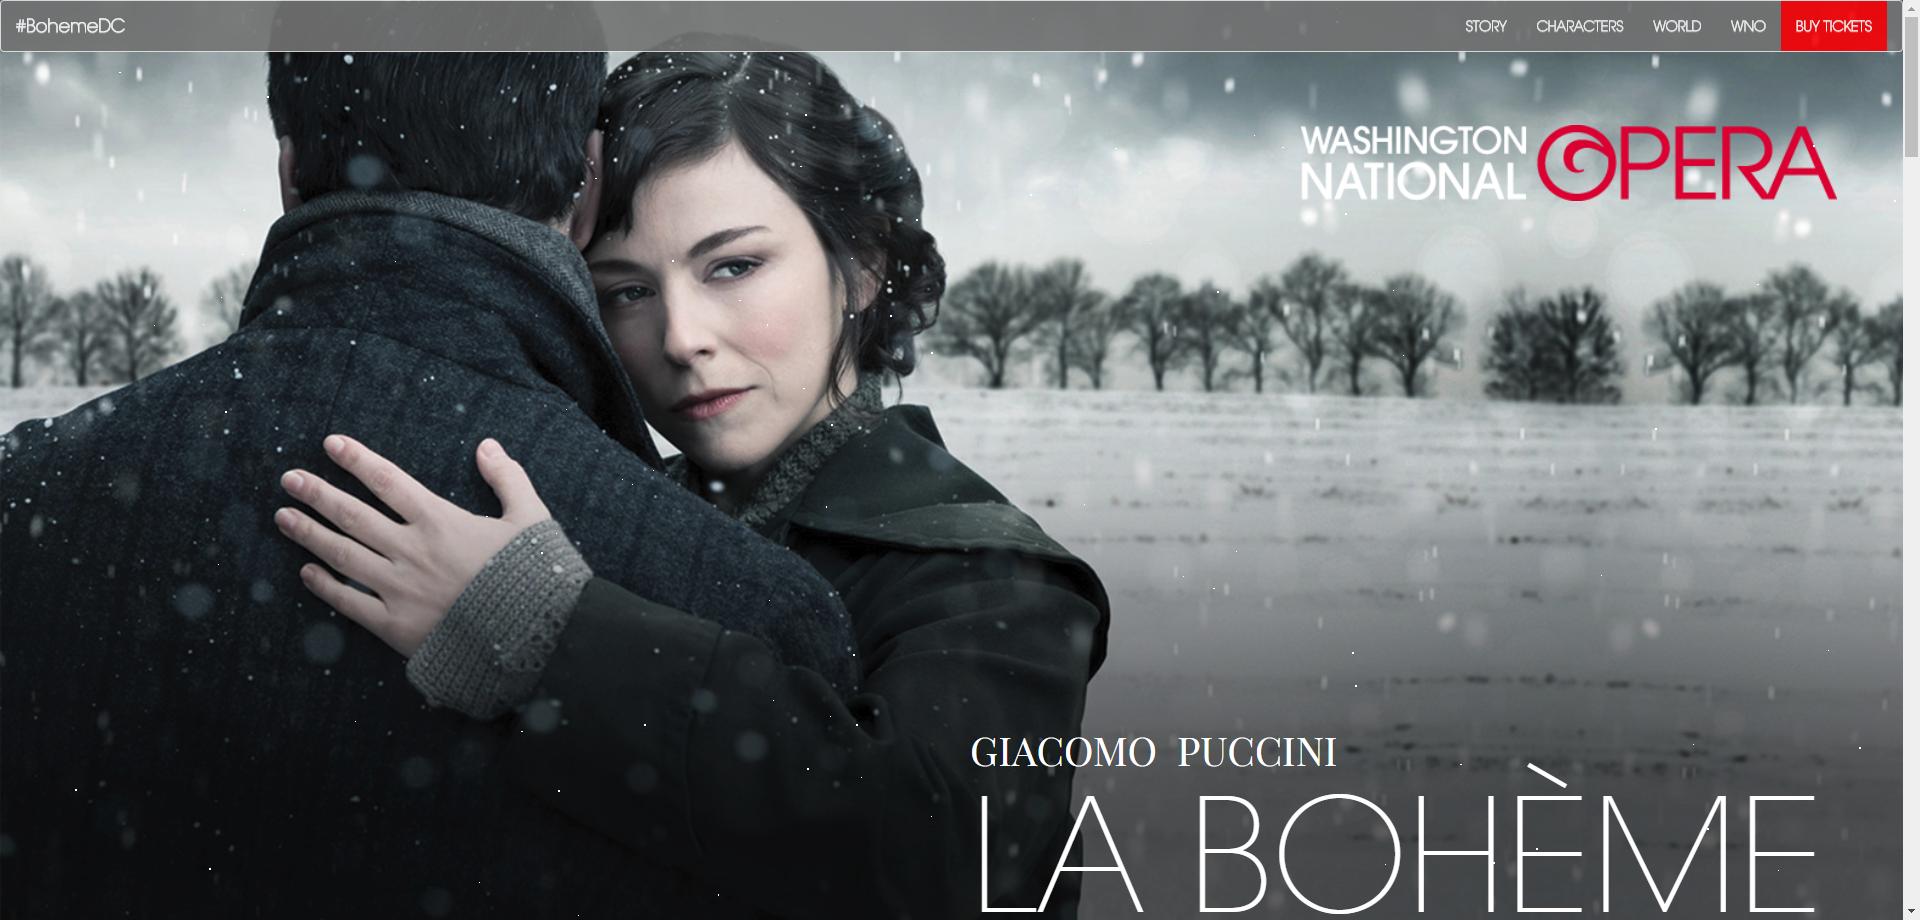 #BohemeDC
STORY CHARACTERS WORLD WNO BUY TICKETS
WASHINGTON
NATIONAL OPERA
GIACOMO PUCCINI
LA BOHÈME